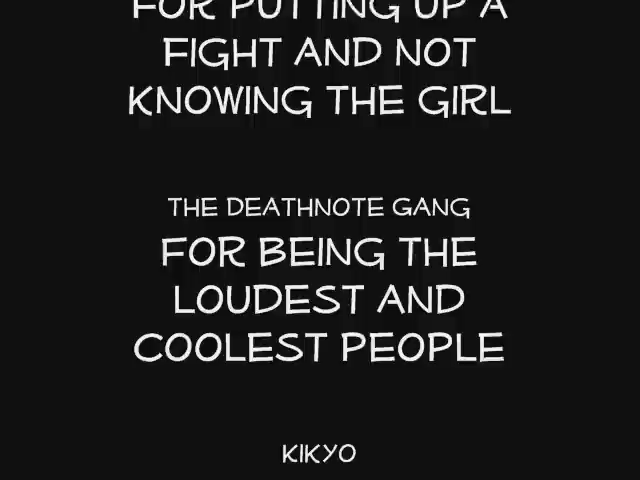 FOR PUTTING UP A
FIGHT AND NOT
KNOWING THE GIRL
THE DEATHNOTE GANG
FOR BEING THE
LOUDEST AND
COOLEST PEOPLE
KIKYO